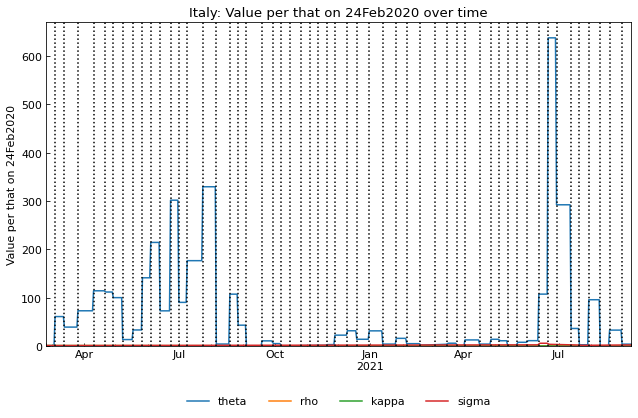 Italy: Value per that on 24Feb2020 over time
Value per that on 24Feb2020
600
500
400
300
200
100
0
Apr Jul Oct Jan Apr Jul
2021
theta rho kappa sigma